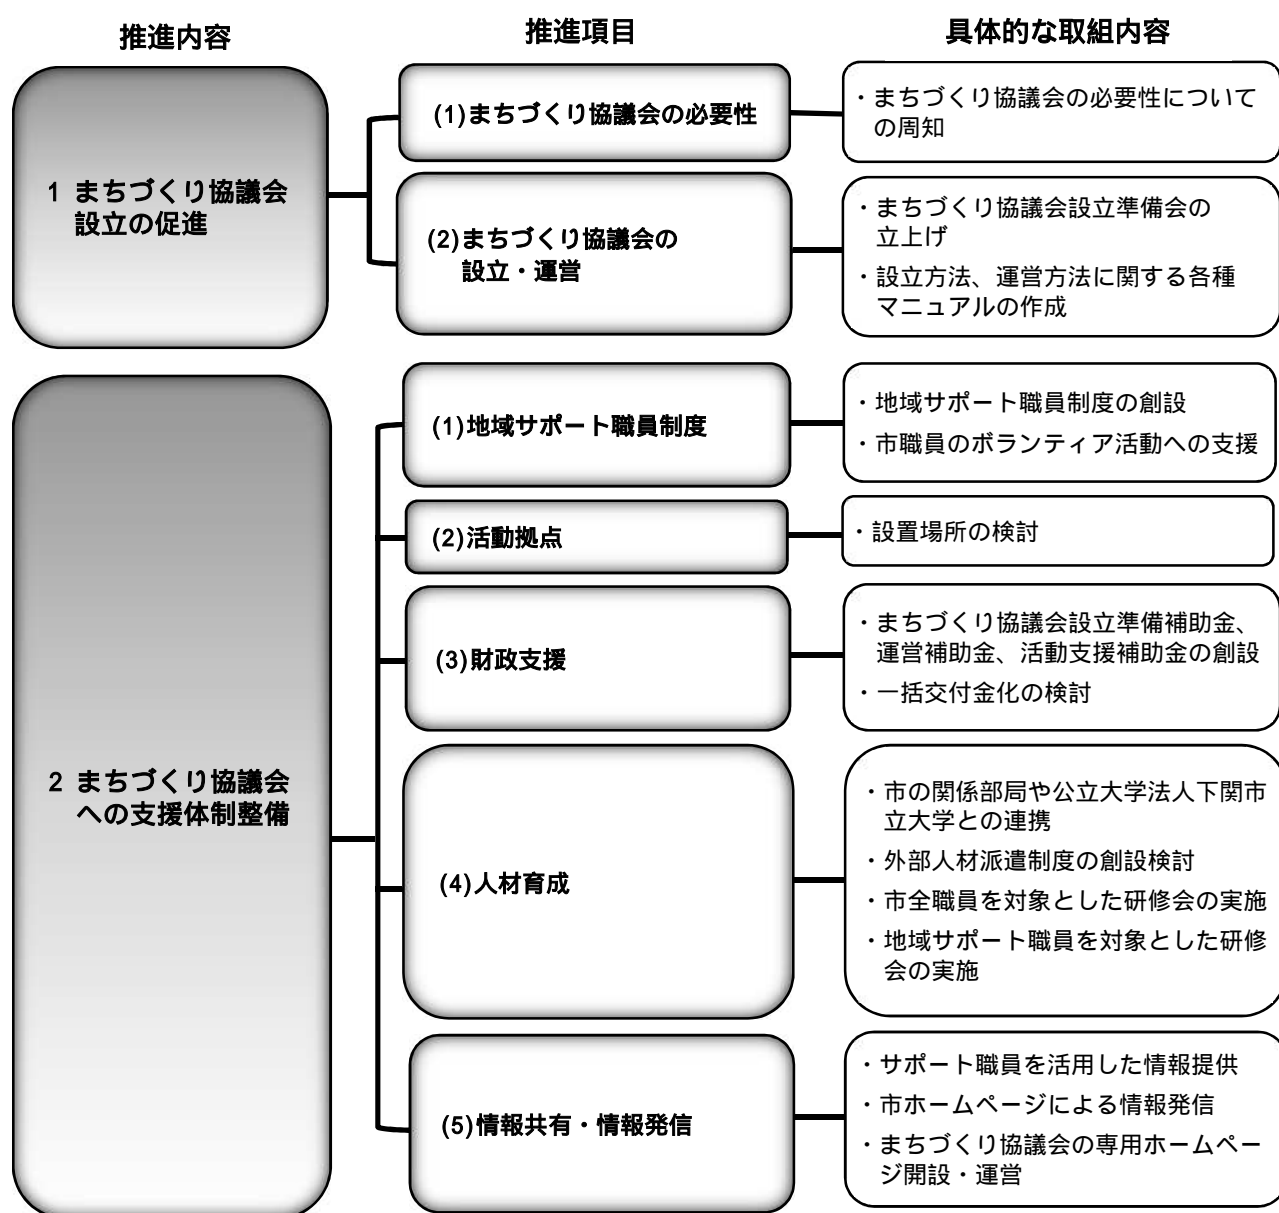 推進内容
推進項目
具体的な取組内容
1 まちづくり協議会
設立の促進
(1)まちづくり協議会の必要性
・まちづくり協議会の必要性について
の周知
(2)まちづくり協議会の
設立・運営
・まちづくり協議会設立準備会の
立上げ
・設立方法、運営方法に関する各種
マニュアルの作成
2 まちづくり協議会
への支援体制整備
(1)地域サポート職員制度
・地域サポート職員制度の創設
・市職員のボランティア活動への支援
(2)活動拠点
・設置場所の検討
(3)財政支援
・まちづくり協議会設立準備補助金、
運営補助金、活動支援補助金の創設
・一括交付金化の検討
(4)人材育成
・市の関係部局や公立大学法人下関市
立大学との連携
・外部人材派遣制度の創設検討
・市全職員を対象とした研修会の実施
・地域サポート職員を対象とした研修
会の実施
(5)情報共有・情報発信
・サポート職員を活用した情報提供
・市ホームページによる情報発信
・まちづくり協議会の専用ホームペー
ジ開設・運営